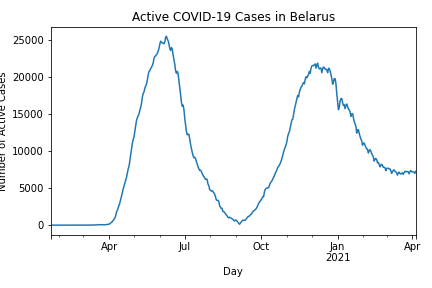 Active COVID-19 Cases in Belarus
Number of Active Cases
25000
20000
15000
10000
5000
0
Apr
Jul
Oct
Jan
2021
Apr
Day